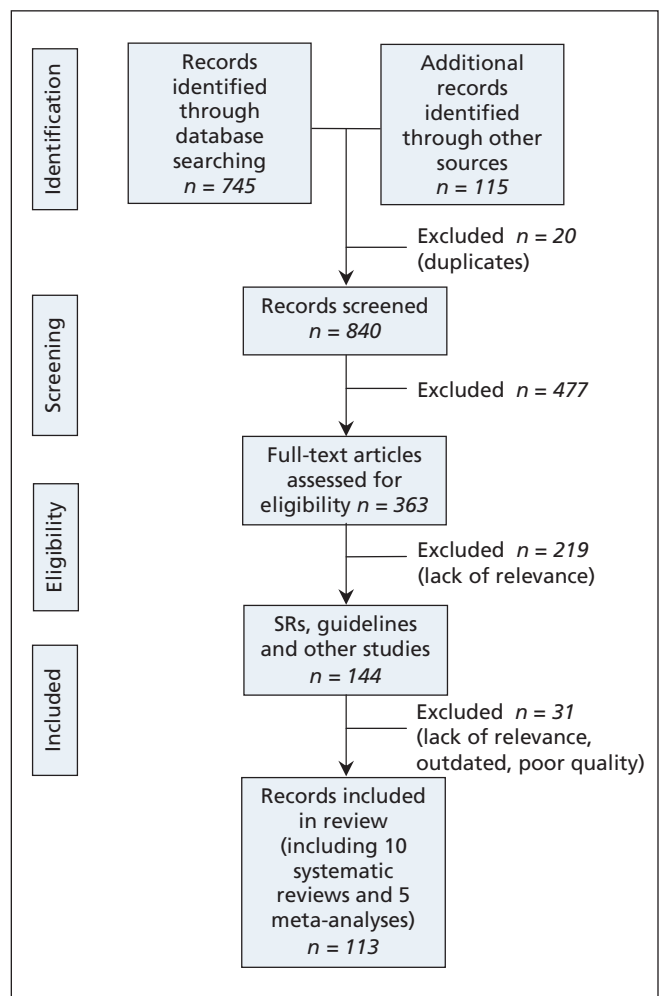 Identification
Records
identified
through
database
searching
n = 745
Additional
records
identified
through other
sources
n = 115
Excluded n = 20
(duplicates)
Screening
Records screened
n = 840
Excluded n = 477
Eligibility
Full-text articles
assessed for
eligibility n = 363
Excluded n = 219
(lack of relevance)
Included
SRs, guidelines
and other studies
n = 144
Excluded n = 31
(lack of relevance,
outdated, poor quality)
Records included
in review
(including 10
systematic
reviews and 5
meta-analyses)
n = 113